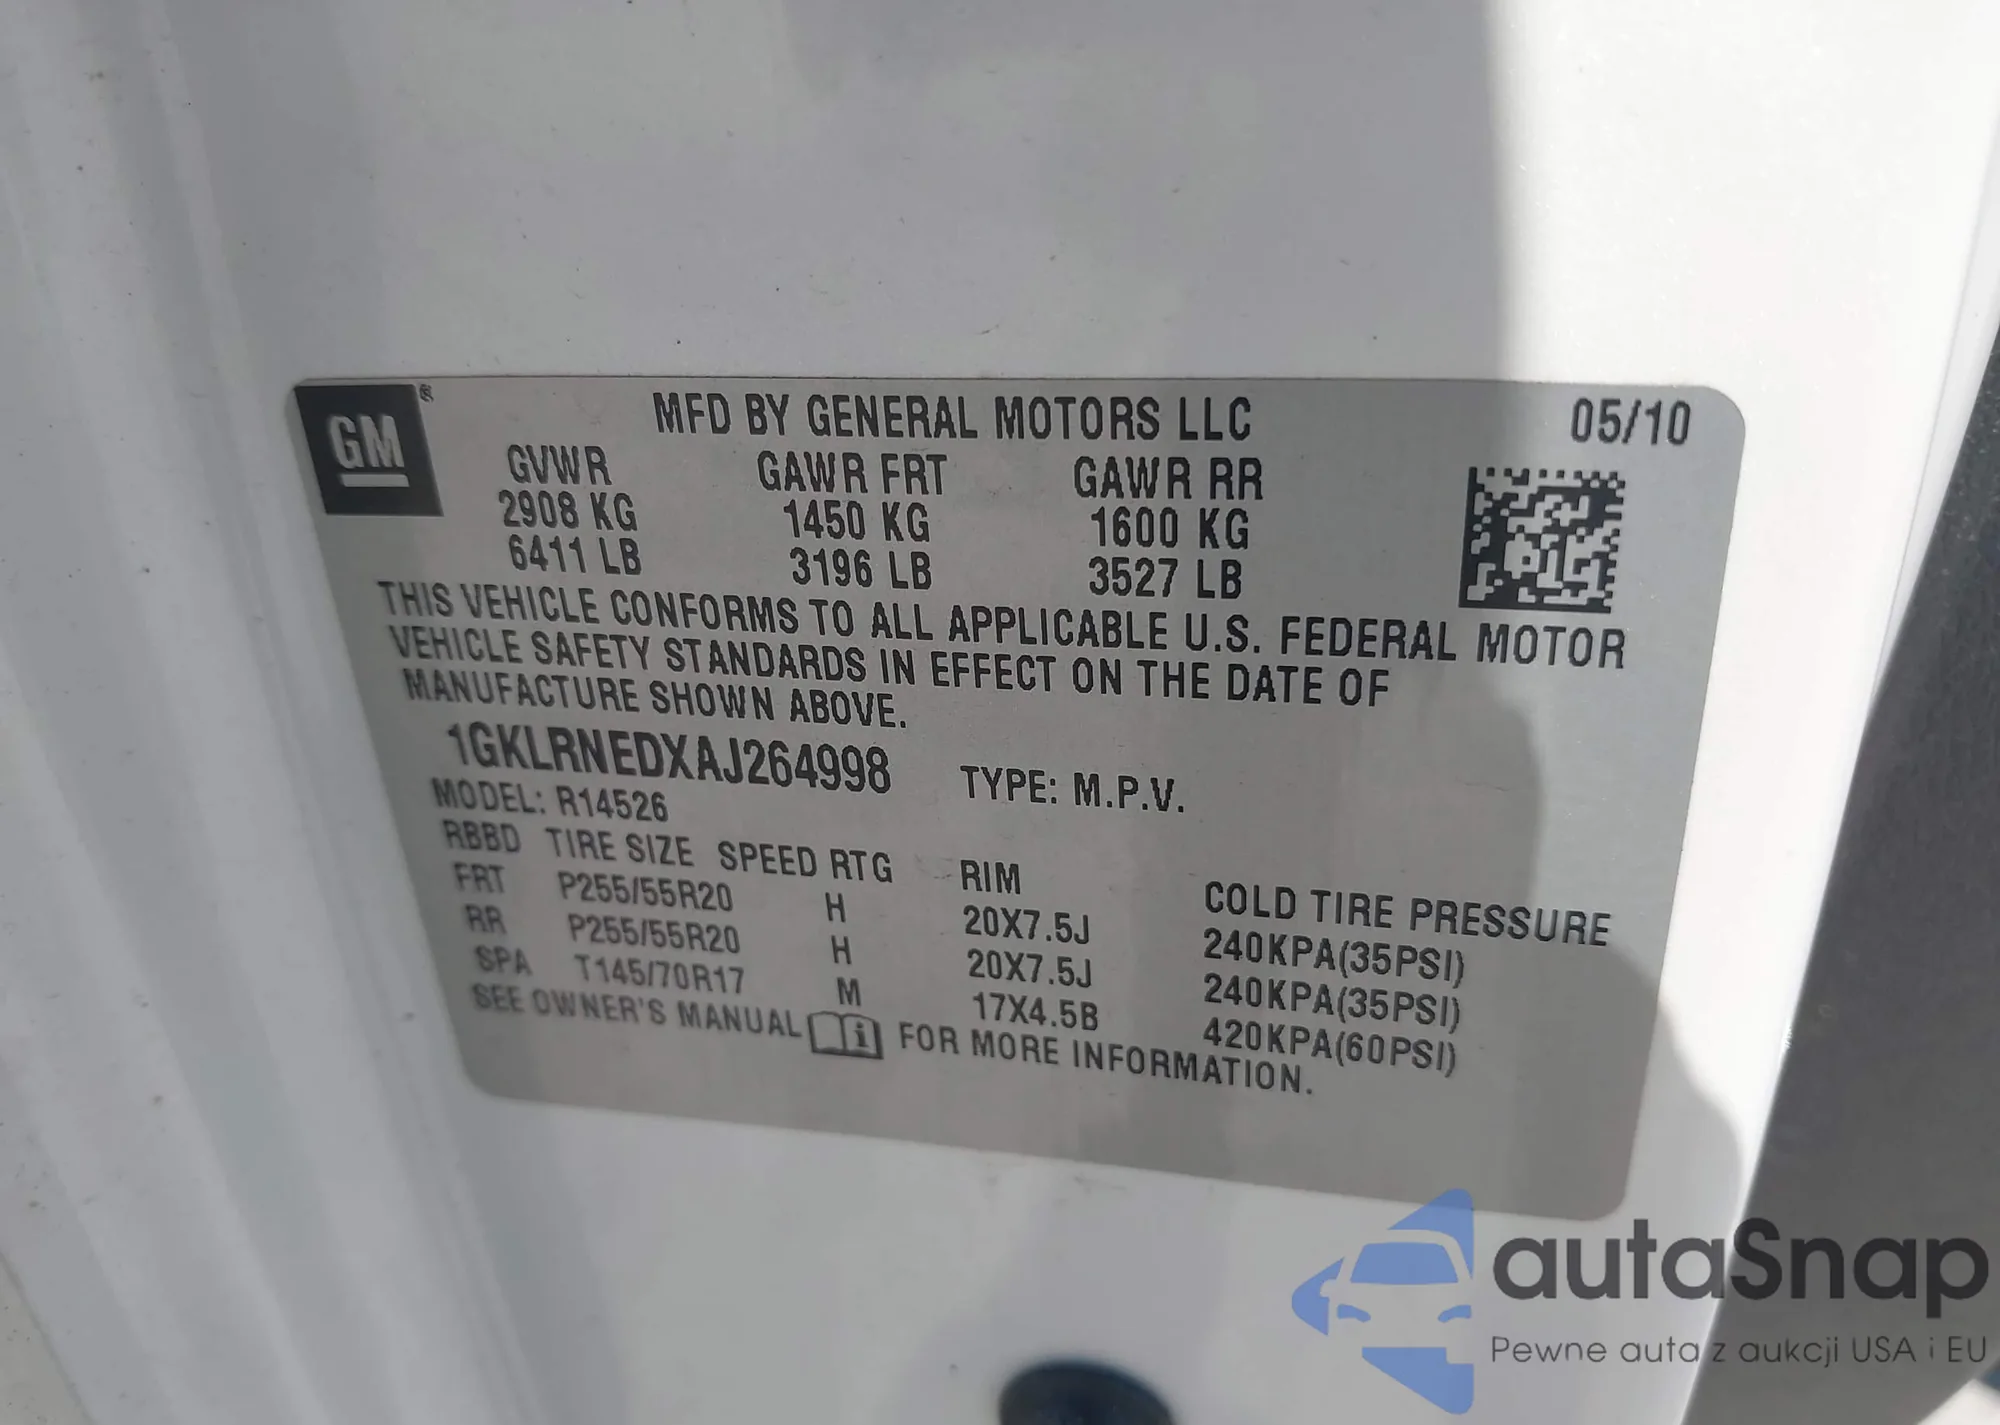 GM®
MFD BY GENERAL MOTORS LLC 05/10
GVWR GAWR FRT GAWR RR
2908 KG 1450 KG 1600 KG
6411 LB 3196 LB 3527 LB
THIS VEHICLE CONFORMS TO ALL APPLICABLE U.S. FEDERAL MOTOR
VEHICLE SAFETY STANDARDS IN EFFECT ON THE DATE OF
MANUFACTURE SHOWN ABOVE.
1GKLRNEDXAJ264998 TYPE: M.P.V.
MODEL: R14526
RBBD TIRE SIZE SPEED RTG RIM COLD TIRE PRESSURE
FRT P255/55R20 H 20X7.5J 240KPA(35PSI)
RR P255/55R20 H 20X7.5J 240KPA(35PSI)
SPA T145/70R17 M 17X4.5B 420KPA(60PSI)
SEE OWNER'S MANUAL FOR MORE INFORMATION.
autaSnap
Pewne auta z aukcji USA i EU